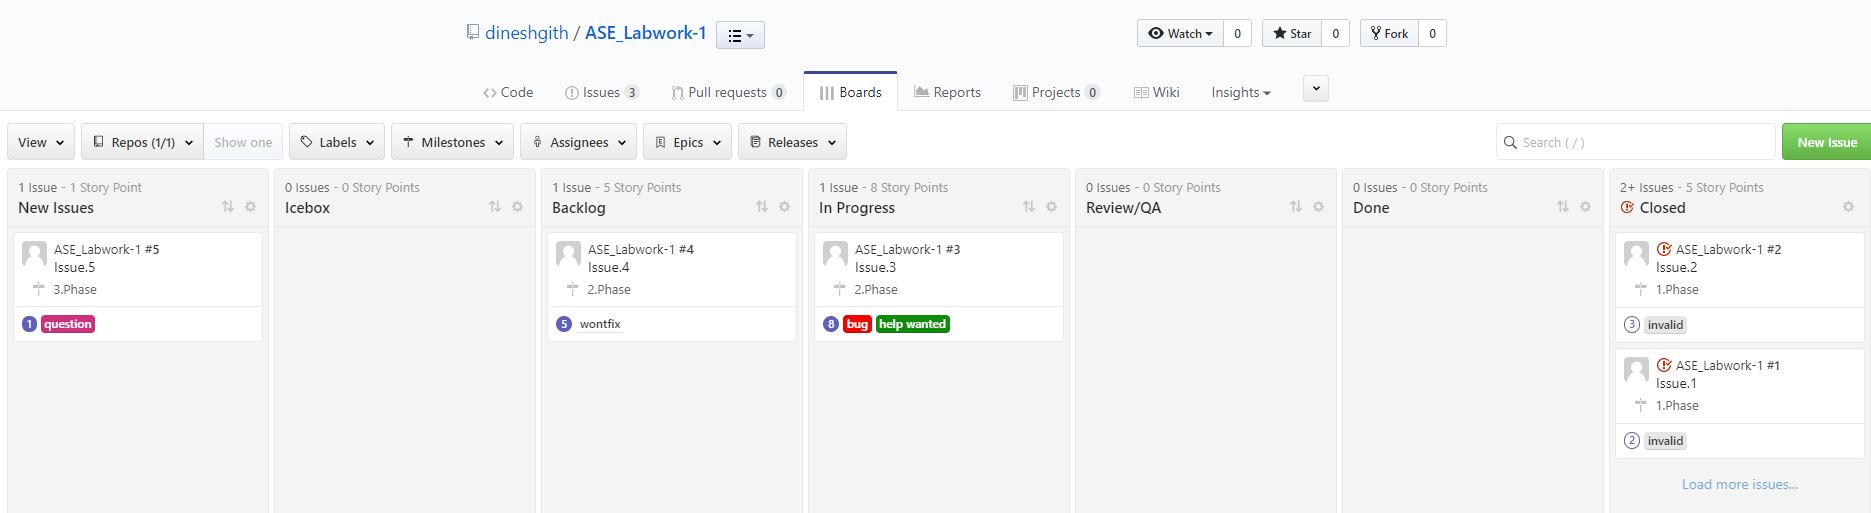 dineshgith / ASE_Labwork-1
Watch 0 Star 0 Fork 0
Code Issues 3 Pull requests 0 Boards Reports Projects 0 Wiki Insights
View Repos (1/1) Show one Labels Milestones Assignees Epics Releases Search ( / ) New Issue
1 Issue - 1 Story Point
New Issues
ASE_Labwork-1 #5
Issue.5
3.Phase
1 question
0 Issues - 0 Story Points
Icebox
1 Issue - 5 Story Points
Backlog
ASE_Labwork-1 #4
Issue.4
2.Phase
5 wontfix
1 Issue - 8 Story Points
In Progress
ASE_Labwork-1 #3
Issue.3
2.Phase
8 bug help wanted
0 Issues - 0 Story Points
Review/QA
0 Issues - 0 Story Points
Done
2+ Issues - 5 Story Points
Closed
ASE_Labwork-1 #2
Issue.2
1.Phase
3 invalid
ASE_Labwork-1 #1
Issue.1
1.Phase
2 invalid
Load more issues...